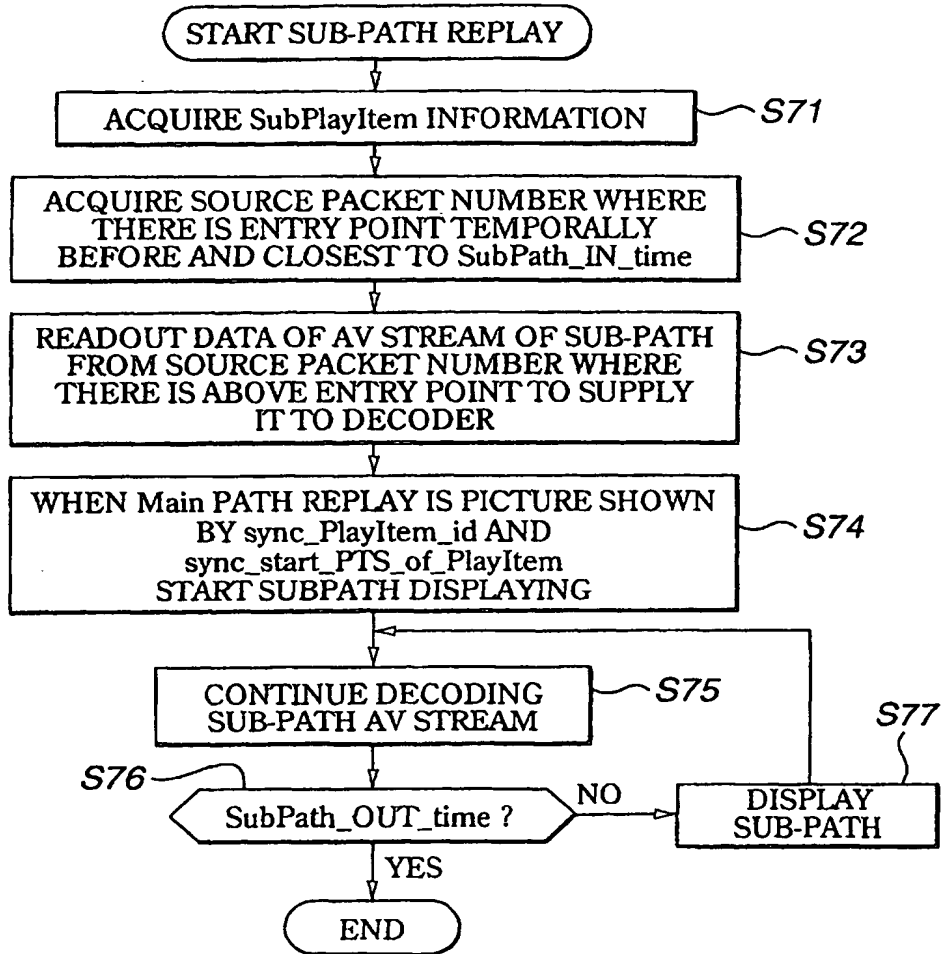 START SUB-PATH REPLAY
ACQUIRE SubPlayItem INFORMATION
S71
ACQUIRE SOURCE PACKET NUMBER WHERE
THERE IS ENTRY POINT TEMPORALLY
BEFORE AND CLOSEST TO SubPath_IN_time
S72
READOUT DATA OF AV STREAM OF SUB-PATH
FROM SOURCE PACKET NUMBER WHERE
THERE IS ABOVE ENTRY POINT TO SUPPLY
IT TO DECODER
S73
WHEN Main PATH REPLAY IS PICTURE SHOWN
BY sync_PlayItem_id AND
sync_start_PTS_of_PlayItem
START SUBPATH DISPLAYING
S74
CONTINUE DECODING
SUB-PATH AV STREAM
S75
S76
SubPath_OUT_time ?
NO
S77
DISPLAY
SUB-PATH
YES
END